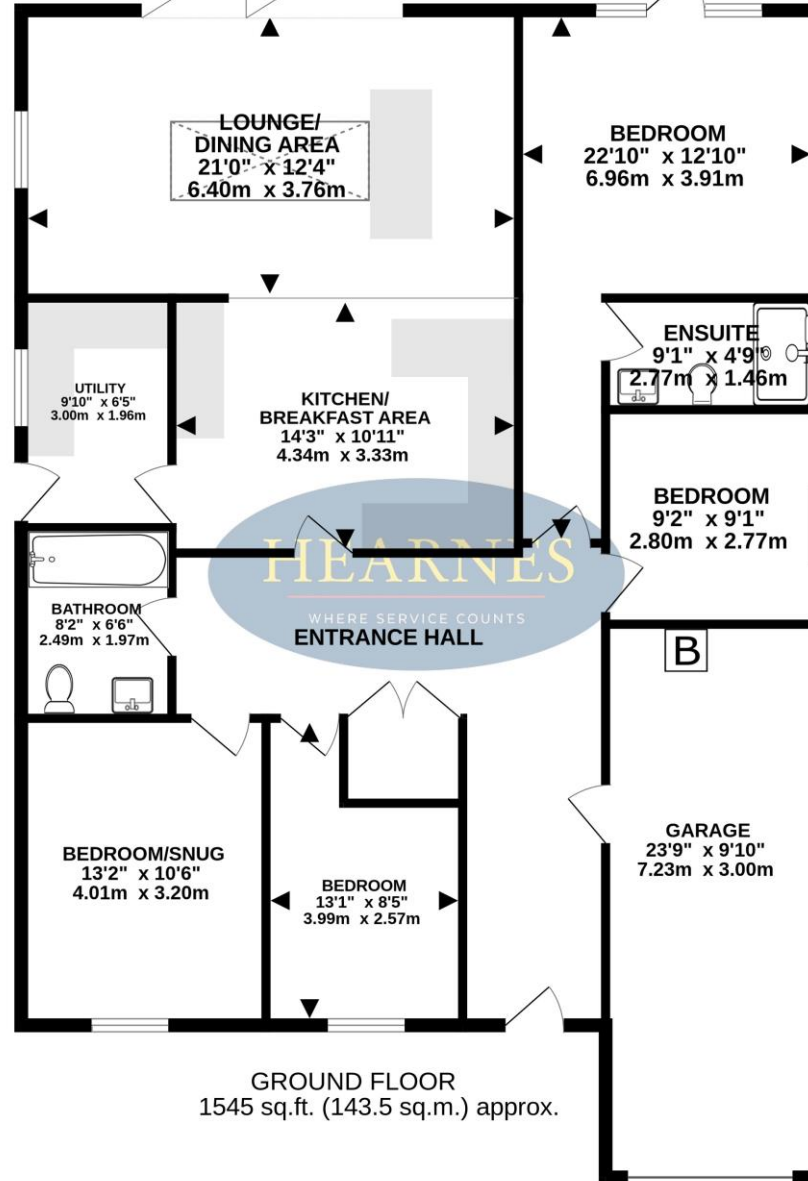 LOUNGE/
DINING AREA
21'0" x 12'4"
6.40m x 3.76m
BEDROOM
22'10" x 12'10"
6.96m x 3.91m
ENSUITE
9'1" x 4'9"
2.77m x 1.46m
UTILITY
9'10" x 6'5"
3.00m x 1.96m
KITCHEN/
BREAKFAST AREA
14'3" x 10'11"
4.34m x 3.33m
BEDROOM
9'2" x 9'1"
2.80m x 2.77m
HEARNES
WHERE SERVICE COUNTS
BATHROOM
8'2" x 6'6"
2.49m x 1.97m
ENTRANCE HALL
B
BEDROOM/SNUG
13'2" x 10'6"
4.01m x 3.20m
BEDROOM
13'1" x 8'5"
3.99m x 2.57m
GARAGE
23'9" x 9'10"
7.23m x 3.00m
GROUND FLOOR
1545 sq.ft. (143.5 sq.m.) approx.